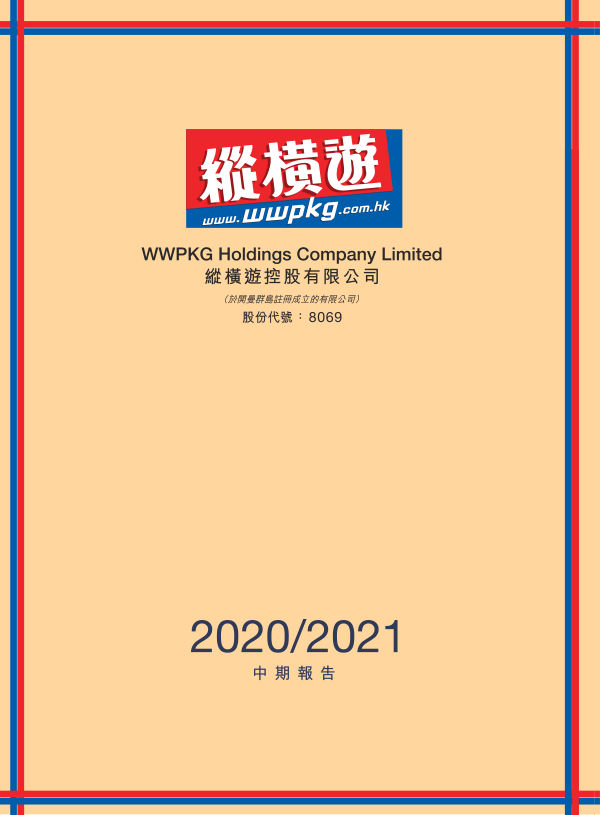 縱橫遊
www.wwpkg.com.hk
WWPKG Holdings Company Limited
縱橫遊控股有限公司
（於開曼群島註冊成立的有限公司）
股份代號：8069
2020/2021
中期報告